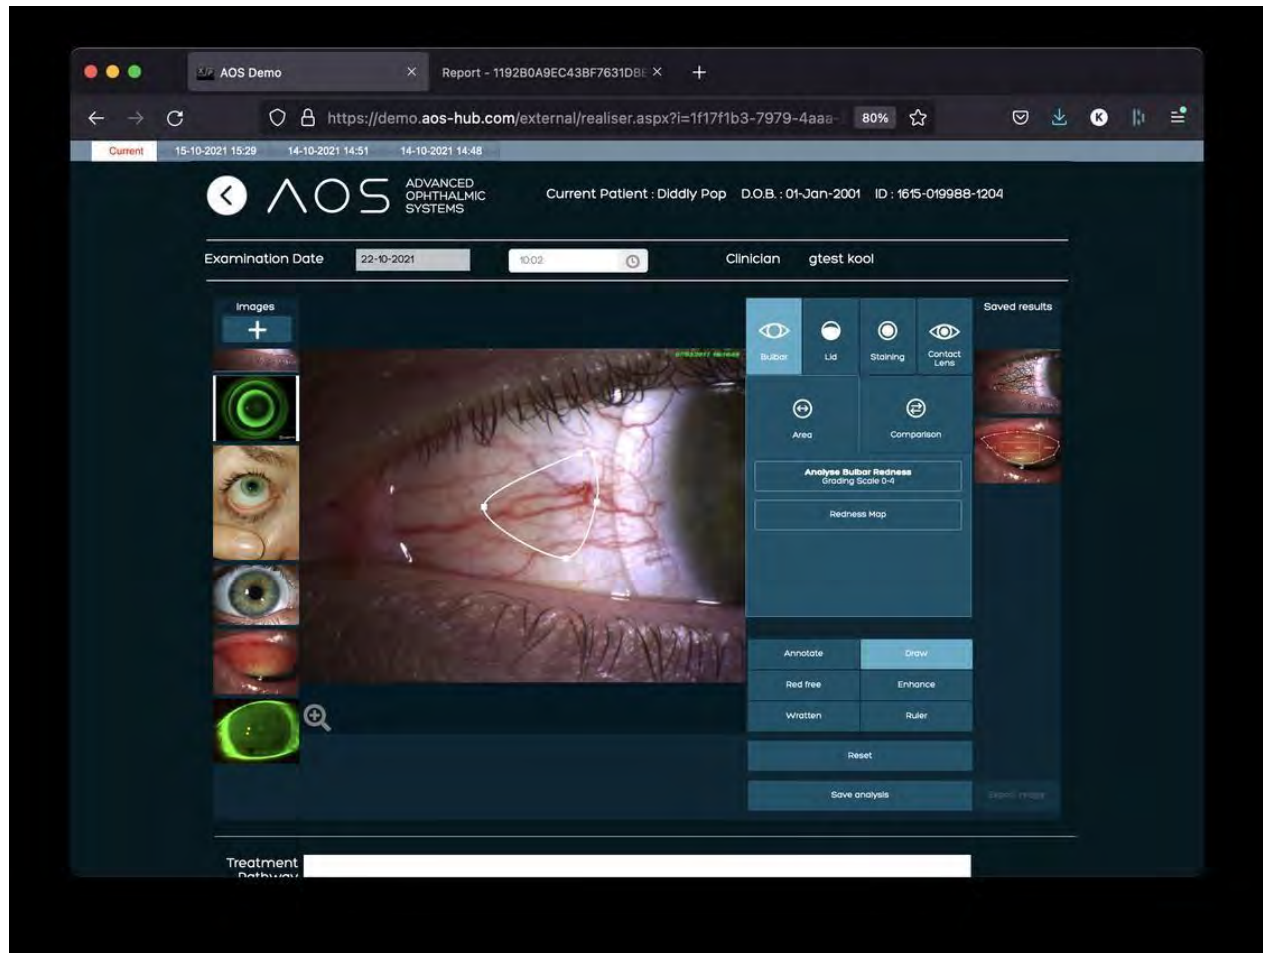 AOS Demo
Report - 1192B0A9EC43BF7631DBE
https://demo.aos-hub.com/external/realiser.aspx?i=1f17f1b3-7979-4aaa-
80%
K
Current 15-10-2021 15:29 14-10-2021 14:51 14-10-2021 14:48
AOS
ADVANCED
OPHTHALMIC
SYSTEMS
Current Patient : Diddly Pop D.O.B. : 01-Jan-2001 ID : 1615-019988-1204
Examination Date 22-10-2021 10:02 Clinician gtest kool
Images
Bulbar
Lid
Staining
Contact
Lens
Saved results
Area
Comparison
Analyse Bulbar Redness
Grading Scale 0-4
Redness Map
Annotate
Draw
Red free
Enhance
Wratten
Ruler
Reset
Save analysis
Treatment
Pathway